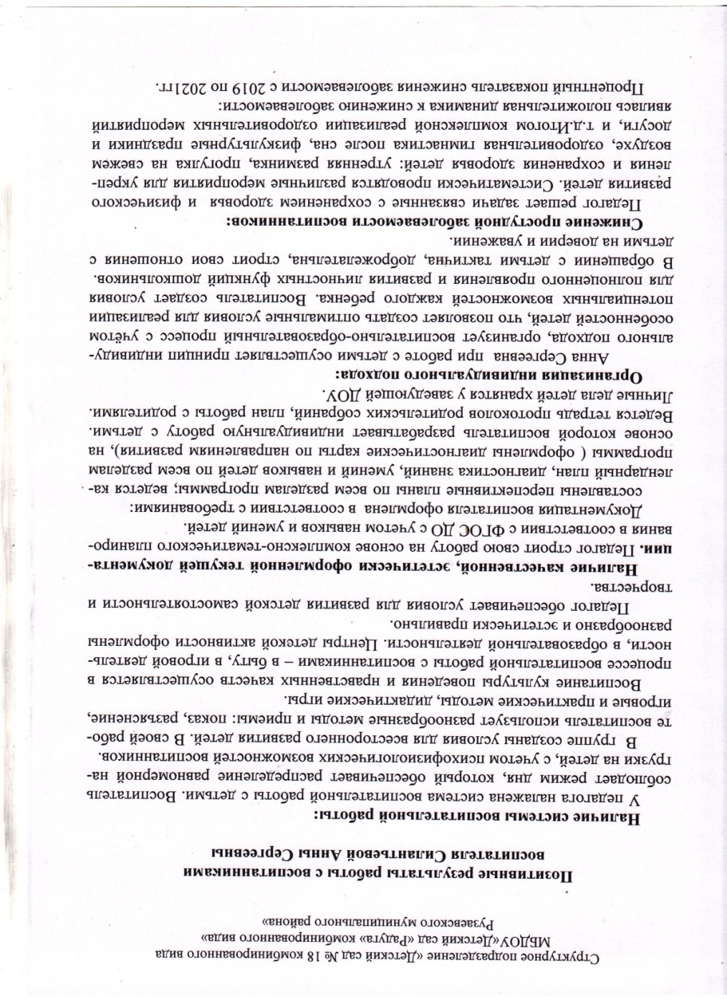 Структурное подразделение «Детский сад № 18 комбинированного вида
МБДОУ«Детский сад «Радуга» комбинированного вида»
Рузаевского муниципального района»
Позитивные результаты работы с воспитанниками
воспитателя Силантьевой Анны Сергеевны
Наличие системы воспитательной работы:
У педагога налажена система воспитательной работы с детьми. Воспитатель
соблюдает режим дня, который обеспечивает распределение равномерной на-
грузки на детей, с учетом психофизиологических возможностей воспитанников.
В группе созданы условия для всестороннего развития детей. В своей рабо-
те воспитатель использует разнообразные методы и приемы: показ, разъяснение,
игровые и практические методы, дидактические игры.
Воспитание культуры поведения и нравственных качеств осуществляется в
процессе воспитательной работы с воспитанниками – в быту, в игровой деятель-
ности, в образовательной деятельности. Центры детской активности оформлены
разнообразно и эстетически правильно.
Педагог обеспечивает условия для развития детской самостоятельности и
творчества.
Наличие качественной, эстетически оформленной текущей документа-
ции. Педагог строит свою работу на основе комплексно-тематического планиро-
вания в соответствии с ФГОС ДО с учетом навыков и умений детей.
Документация воспитателя оформлена в соответствии с требованиями:
составлены перспективные планы по всем разделам программы; ведется ка-
лендарный план, диагностика знаний, умений и навыков детей по всем разделам
программы ( оформлены диагностические карты по направлениям развития), на
основе которой воспитатель разрабатывает индивидуальную работу с детьми.
Ведется тетрадь протоколов родительских собраний, план работы с родителями.
Личные дела детей хранятся у заведующей ДОУ.
Организация индивидуального подхода:
Анна Сергеевна при работе с детьми осуществляет принцип индивиду-
ального подхода, организует воспитательно-образовательный процесс с учётом
особенностей детей, что позволяет создать оптимальные условия для реализации
потенциальных возможностей каждого ребенка. Воспитатель создает условия
для полноценного проявления и развития личностных функций дошкольников.
В обращении с детьми тактична, доброжелательна, строит свои отношения с
детьми на доверии и уважении.
Снижение простудной заболеваемости воспитанников:
Педагог решает задачи связанные с сохранением здоровья и физического
развития детей. Систематически проводятся различные мероприятия для укреп-
ления и сохранения здоровья детей: утренняя разминка, прогулка на свежем
воздухе, оздоровительная гимнастика после сна, физкультурные праздники и
досуги, и т.д.Итогом комплексной реализации оздоровительных мероприятий
явилась положительная динамика к снижению заболеваемости:
Процентный показатель снижения заболеваемости с 2019 по 2021гг.